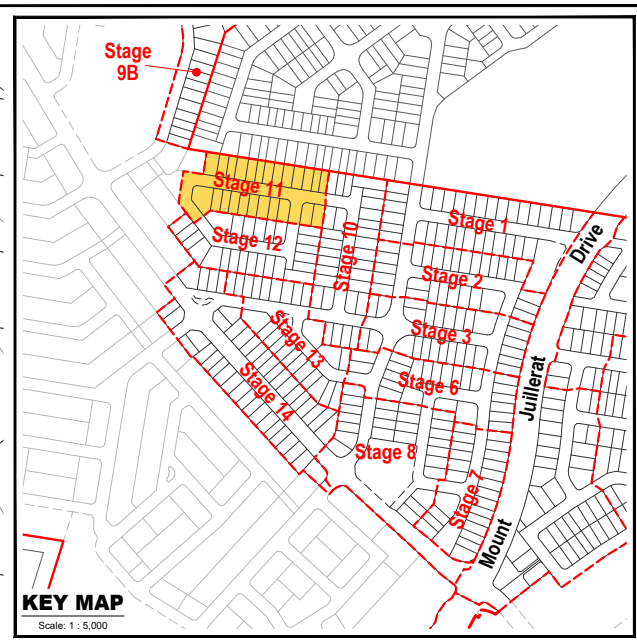 Stage
9B
Stage 11
Stage 1
Stage 12
Stage 10
Drive
Stage 2
Stage 13
Stage 3
Stage 14
Stage 6
Juillerat
Stage 8
Stage 7
Mount
KEY MAP
Scale: 1 : 5,000